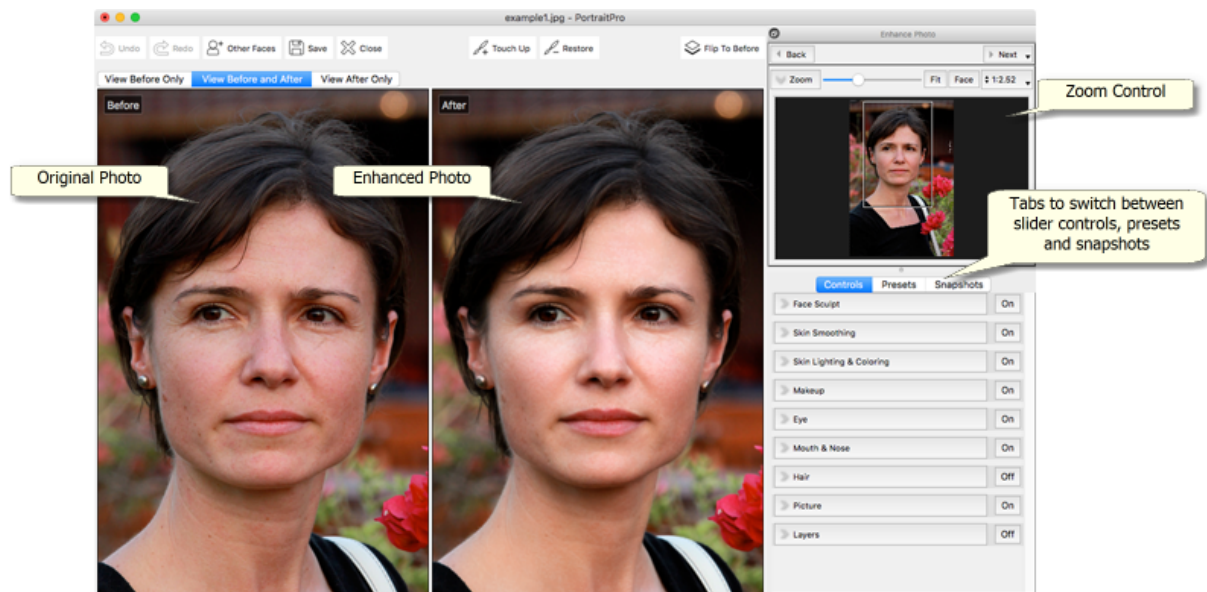 example1.jpg - PortraitPro
Undo Redo Other Faces Save Close Touch Up Restore Flip To Before
View Before Only View Before and After View After Only
Before
After
Original Photo
Enhanced Photo
Enhance Photo
Back Next
Zoom Fit Face 1:2.52
Zoom Control
Tabs to switch between
slider controls, presets
and snapshots
Controls Presets Snapshots
Face Sculpt On
Skin Smoothing On
Skin Lighting & Coloring On
Makeup On
Eye On
Mouth & Nose On
Hair Off
Picture On
Layers Off